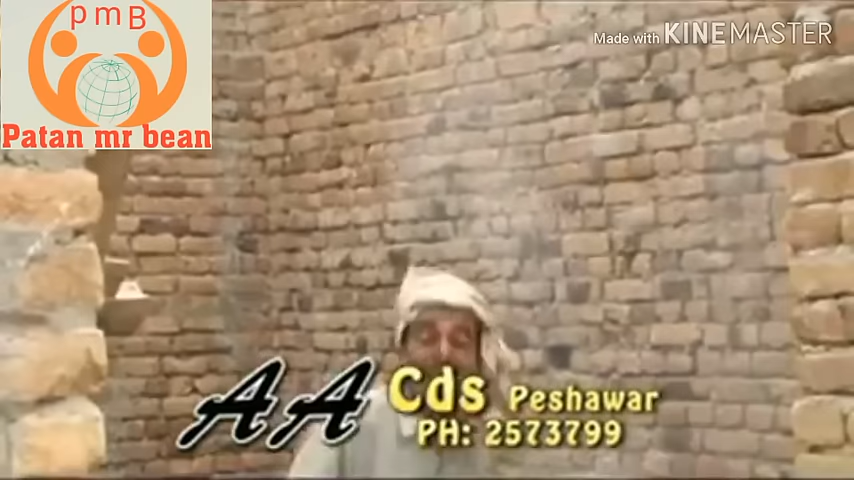 pmB
Patan mr bean
Made with KINEMASTER
AA Cds Peshawar
PH: 2573799